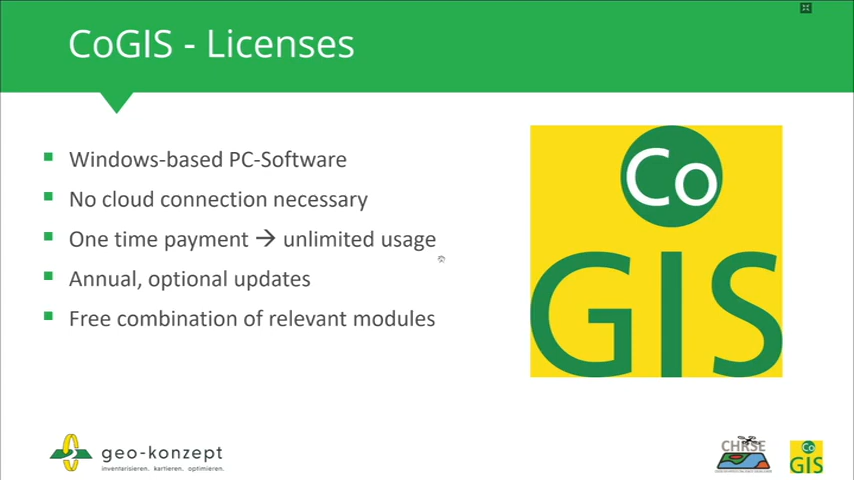 CoGIS - Licenses
Windows-based PC-Software
No cloud connection necessary
One time payment → unlimited usage
Annual, optional updates
Free combination of relevant modules
Co
GIS
geo-konzept
inventarisieren. kartieren. optimieren.
CHRSE
Co
GIS